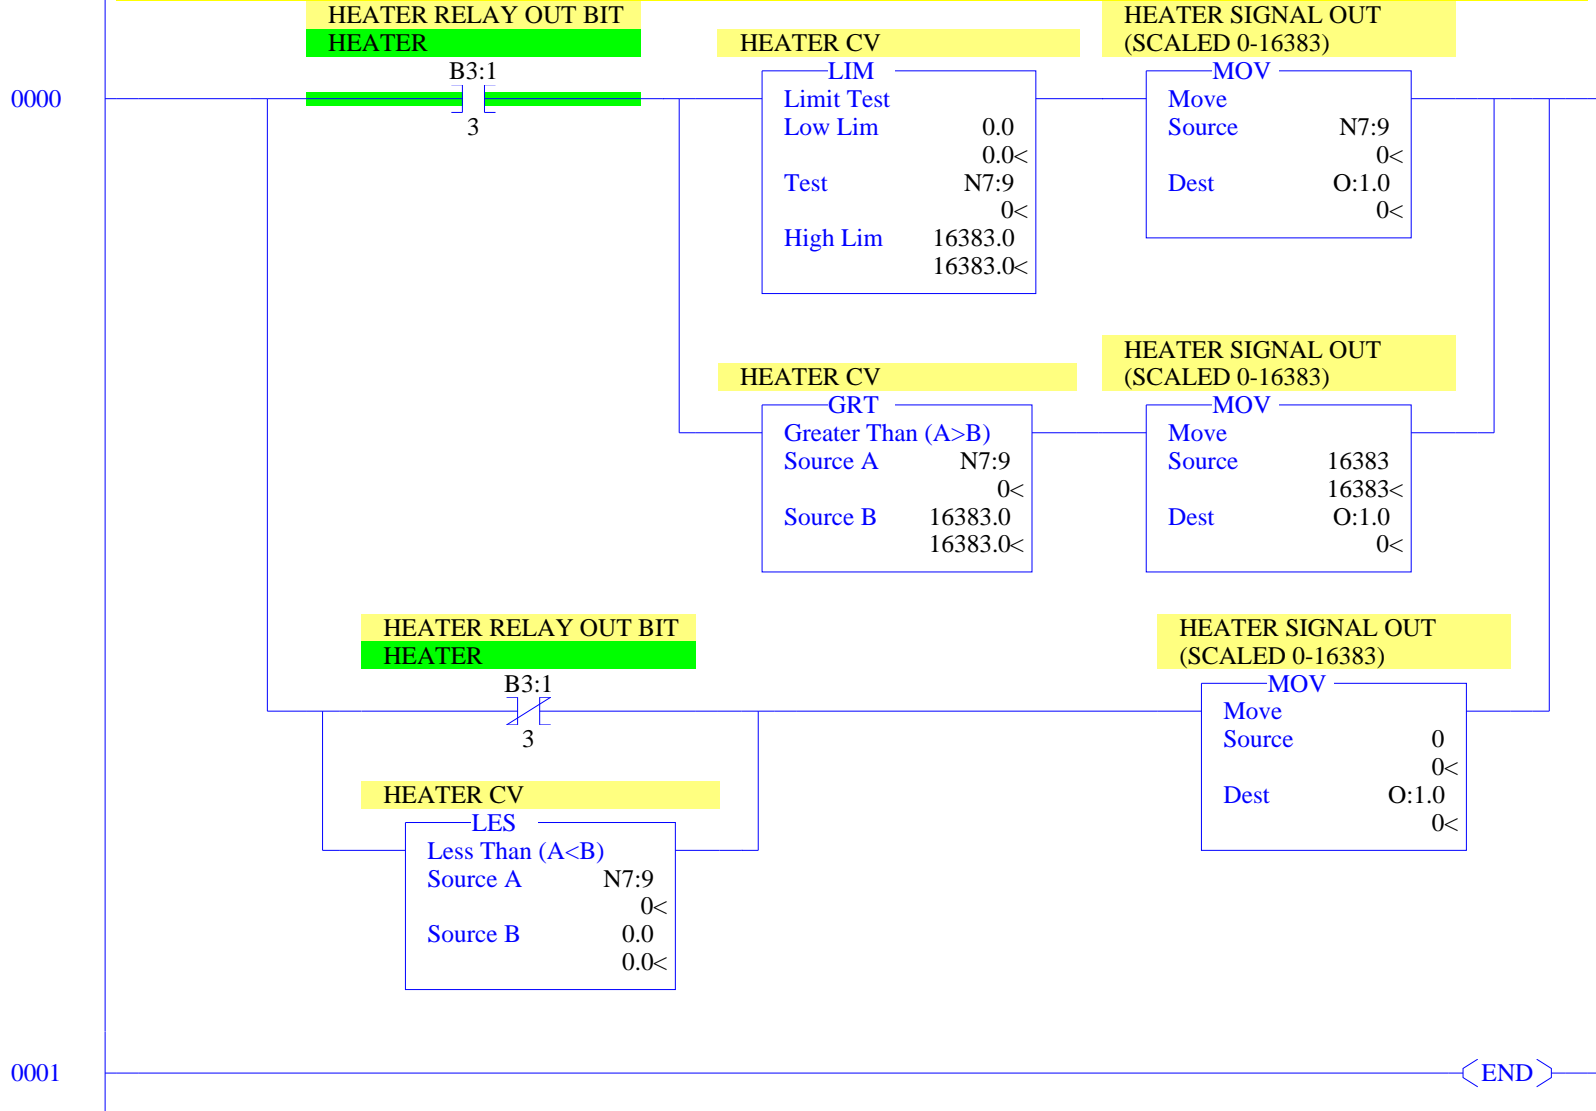 HEATER RELAY OUT BIT
HEATER
B3:1
3
0000
HEATER CV
LIM
Limit Test
Low Lim 0.0
0.0<
Test N7:9
0<
High Lim 16383.0
16383.0<
HEATER SIGNAL OUT
(SCALED 0-16383)
MOV
Move
Source N7:9
0<
Dest O:1.0
0<
HEATER CV
GRT
Greater Than (A>B)
Source A N7:9
0<
Source B 16383.0
16383.0<
HEATER SIGNAL OUT
(SCALED 0-16383)
MOV
Move
Source 16383
16383<
Dest O:1.0
0<
HEATER RELAY OUT BIT
HEATER
B3:1
3
HEATER CV
LES
Less Than (A<B)
Source A N7:9
0<
Source B 0.0
0.0<
HEATER SIGNAL OUT
(SCALED 0-16383)
MOV
Move
Source 0
0<
Dest O:1.0
0<
0001
END